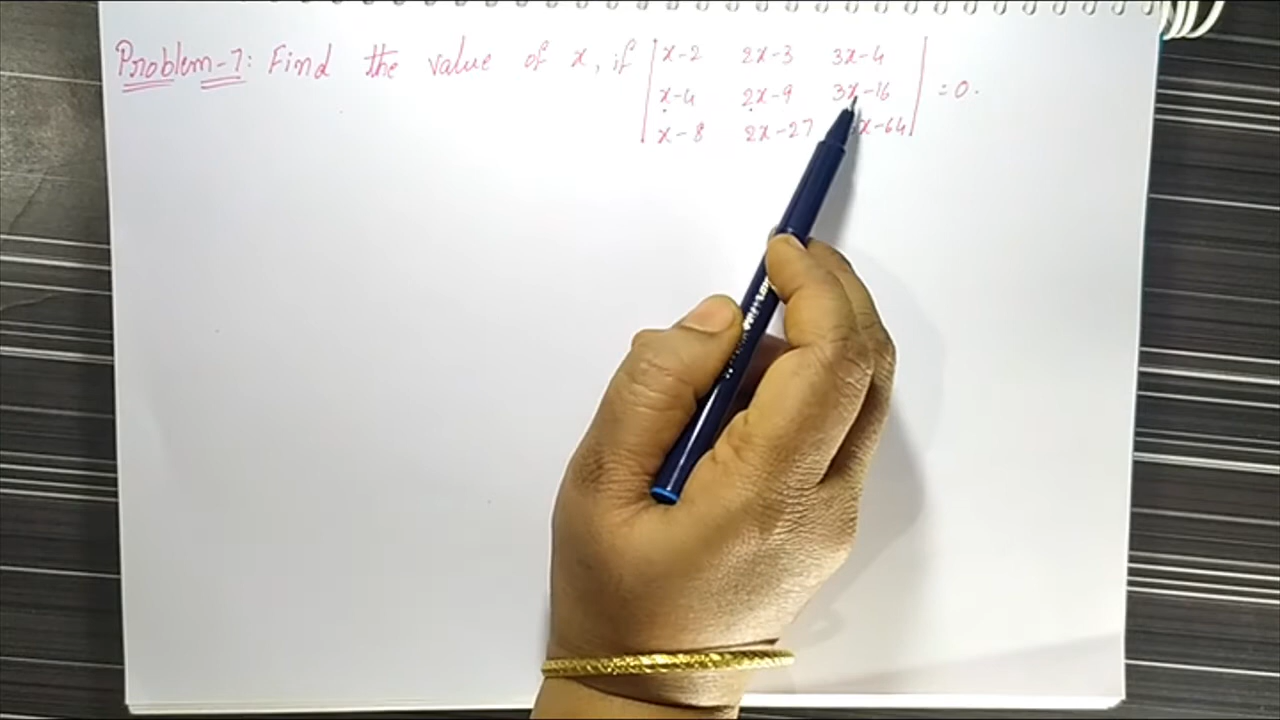 Problem-7: Find the value of x, if | x-2 2x-3 3x-4 |
x-4 2x-9 3x-16 = 0.
x-8 2x-27 x-64